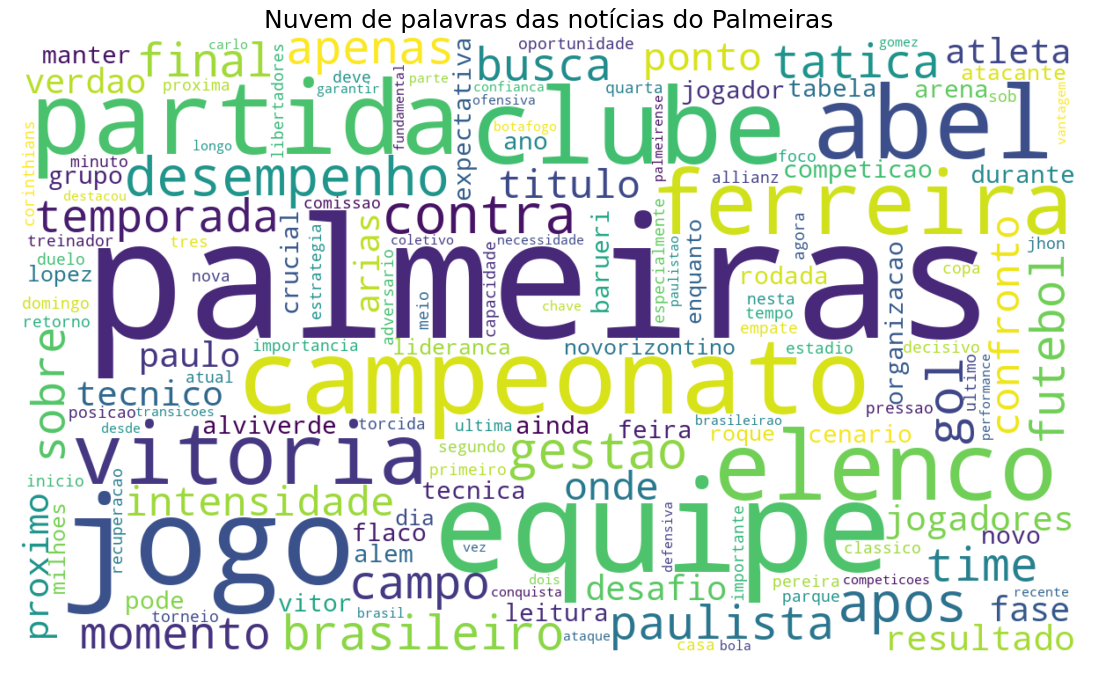 Nuvem de palavras das notícias do Palmeiras
manter
final
carlo
apenas
oportunidade
busca
ponto
tatica
gomez
atleta
verdao
proxima
libertadores
deve
garantir
fundamental
parte
expectativa
confianca
ofensiva
quarta
jogador
tabela
arena
atacante
sob
vantagem
partida
clube
abel
longo
botafogo
ano
palmeirense
foco
corinthians
minuto
grupo
desempenho
titulo
allianz
competicao
durante
destacou
temporada
comissao
contra
ferreira
treinador
tres
crucial
estrategia
arias
coletivo
necessidade
capacidade
barueri
especialmente
paulistao
enquanto
agora
jhon
duelo
lopez
nova
palmeiras
rodada
nesta
tempo
copa
domingo
retorno
adversario
meio
chave
empate
organizacao
confronto
futebol
sobre
paulo
importancia
lideranca
novorizontino
estadio
decisivo
ultimo
performance
tecnico
atual
campeonato
pressao
gol
posicao
transicoes
desde
alviverde
torcida
ultima
ainda
feira
brasileirao
roque
cenario
vitoria
segundo
gestao
primeiro
elenco
inicio
recuperacao
intensidade
tecnica
onde
proximo
milhoes
jogo
dia
flaco
equipe
defensiva
importante
jogadores
novo
alem
vez
classico
time
pode
vitor
campo
conquista
dois
desafio
pereira
competicoes
recente
torneio
brasil
leitura
parque
apos
fase
momento
brasileiro
ataque
paulista
casa
bola
resultado